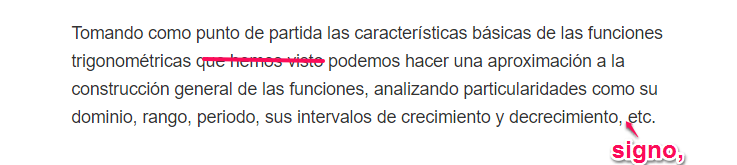 Tomando como punto de partida las características básicas de las funciones
trigonométricas que hemos visto podemos hacer una aproximación a la
construcción general de las funciones, analizando particularidades como su
dominio, rango, periodo, sus intervalos de crecimiento y decrecimiento, etc.
signo,